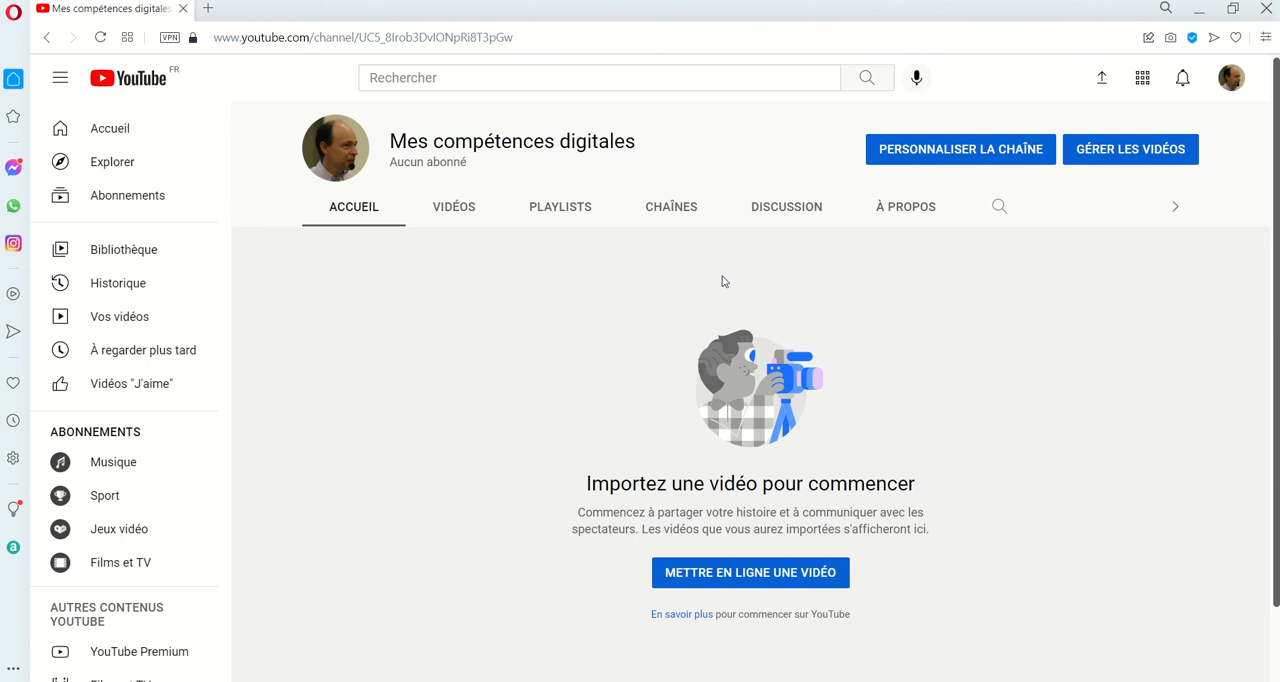 Mes compétences digitales
VPN
www.youtube.com/channel/UC5_8Irob3DvIONpRi8T3pGw
YouTube FR
Rechercher
Accueil
Explorer
Abonnements
Bibliothèque
Historique
Vos vidéos
À regarder plus tard
Vidéos "J'aime"
ABONNEMENTS
Musique
Sport
Jeux vidéo
Films et TV
AUTRES CONTENUS
YOUTUBE
YouTube Premium
Mes compétences digitales
Aucun abonné
PERSONNALISER LA CHAÎNE
GÉRER LES VIDÉOS
ACCUEIL
VIDÉOS
PLAYLISTS
CHAÎNES
DISCUSSION
À PROPOS
Importez une vidéo pour commencer
Commencez à partager votre histoire et à communiquer avec les
spectateurs. Les vidéos que vous aurez importées s'afficheront ici.
METTRE EN LIGNE UNE VIDÉO
En savoir plus pour commencer sur YouTube